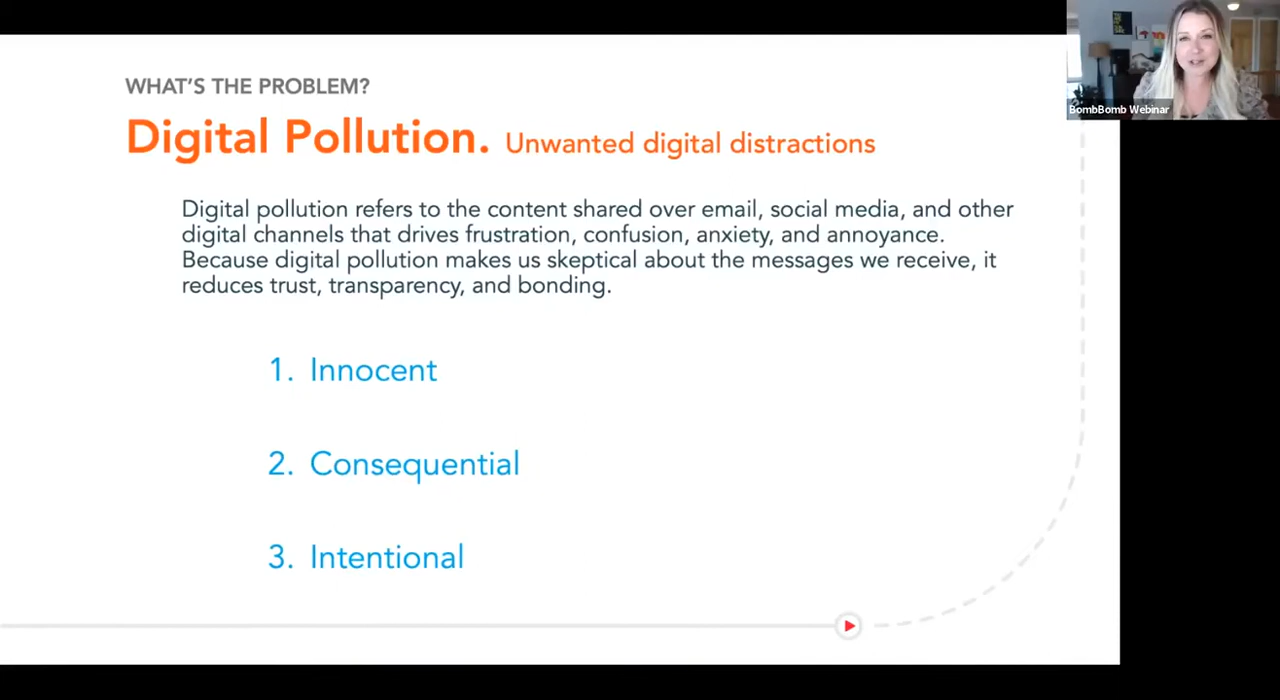 WHAT'S THE PROBLEM?
Digital Pollution. Unwanted digital distractions
Digital pollution refers to the content shared over email, social media, and other
digital channels that drives frustration, confusion, anxiety, and annoyance.
Because digital pollution makes us skeptical about the messages we receive, it
reduces trust, transparency, and bonding.
1. Innocent
2. Consequential
3. Intentional
BombBomb Webinar